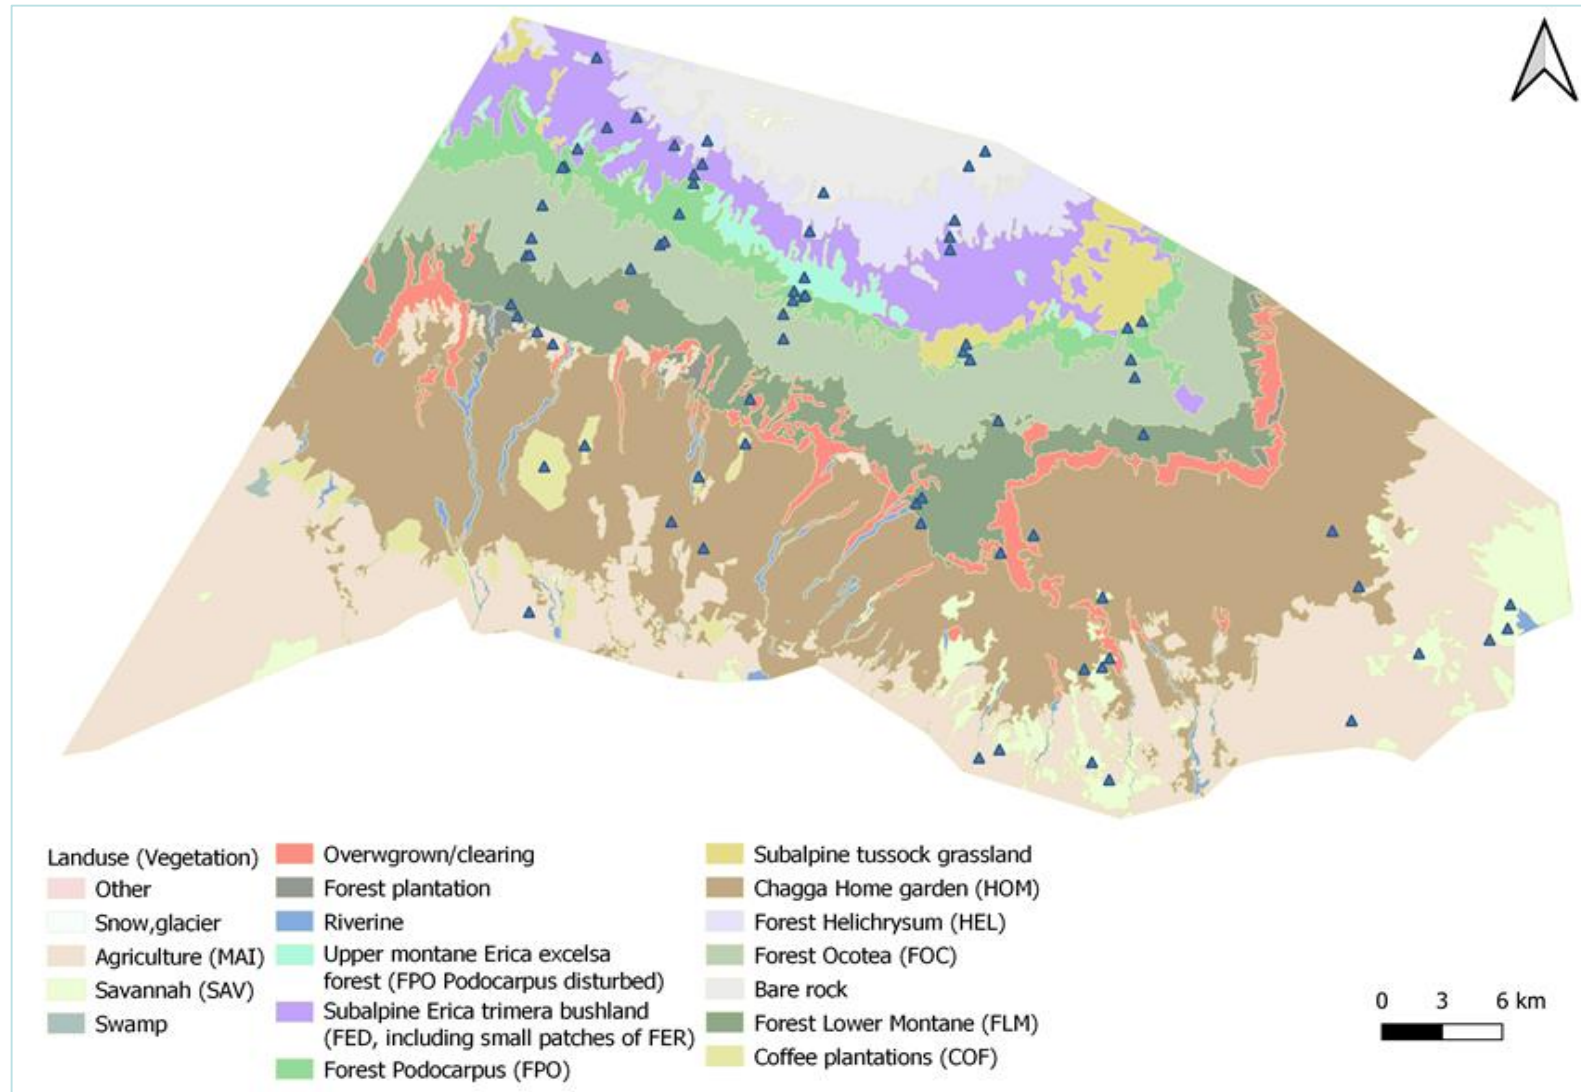 Landuse (Vegetation)
Other
Snow,glacier
Agriculture (MAI)
Savannah (SAV)
Swamp
Overwgrown/clearing
Forest plantation
Riverine
Upper montane Erica excelsa
forest (FPO Podocarpus disturbed)
Subalpine Erica trimera bushland
(FED, including small patches of FER)
Forest Podocarpus (FPO)
Subalpine tussock grassland
Chagga Home garden (HOM)
Forest Helichrysum (HEL)
Forest Ocotea (FOC)
Bare rock
Forest Lower Montane (FLM)
Coffee plantations (COF)
0 3 6 km